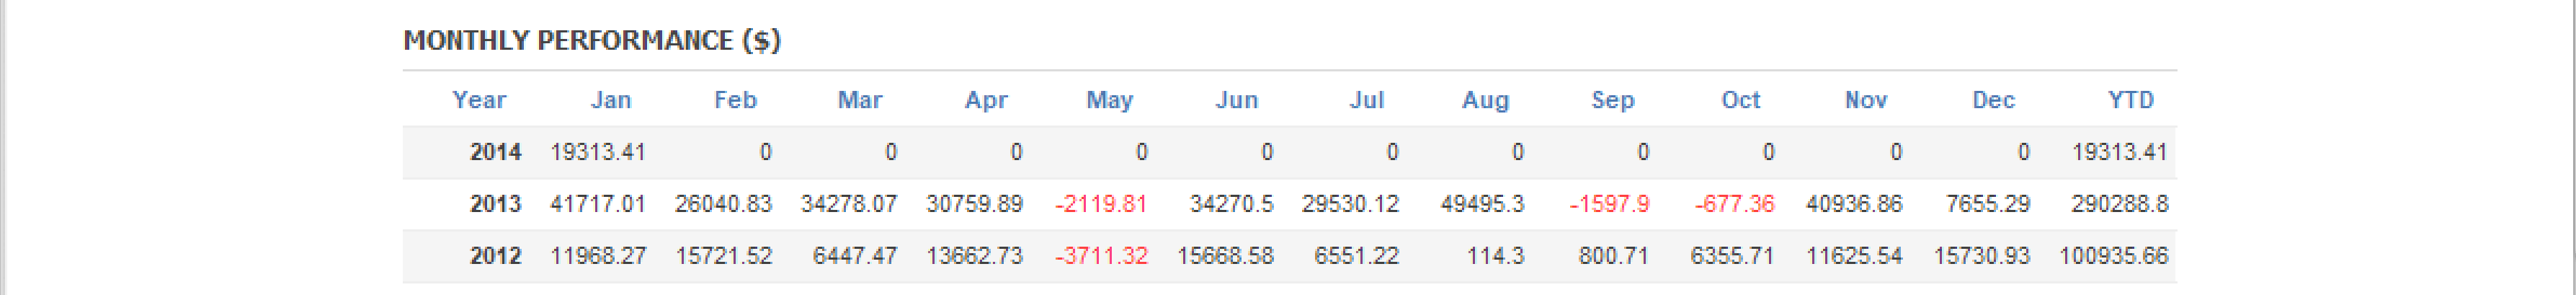 MONTHLY PERFORMANCE ($)
Year Jan Feb Mar Apr May Jun Jul Aug Sep Oct Nov Dec YTD
2014 19313.41 0 0 0 0 0 0 0 0 0 0 0 19313.41
2013 41717.01 26040.83 34278.07 30759.89 -2119.81 34270.5 29530.12 49495.3 -1597.9 -677.36 40936.86 7655.29 290288.8
2012 11968.27 15721.52 6447.47 13662.73 -3711.32 15668.58 6551.22 114.3 800.71 6355.71 11625.54 15730.93 100935.66